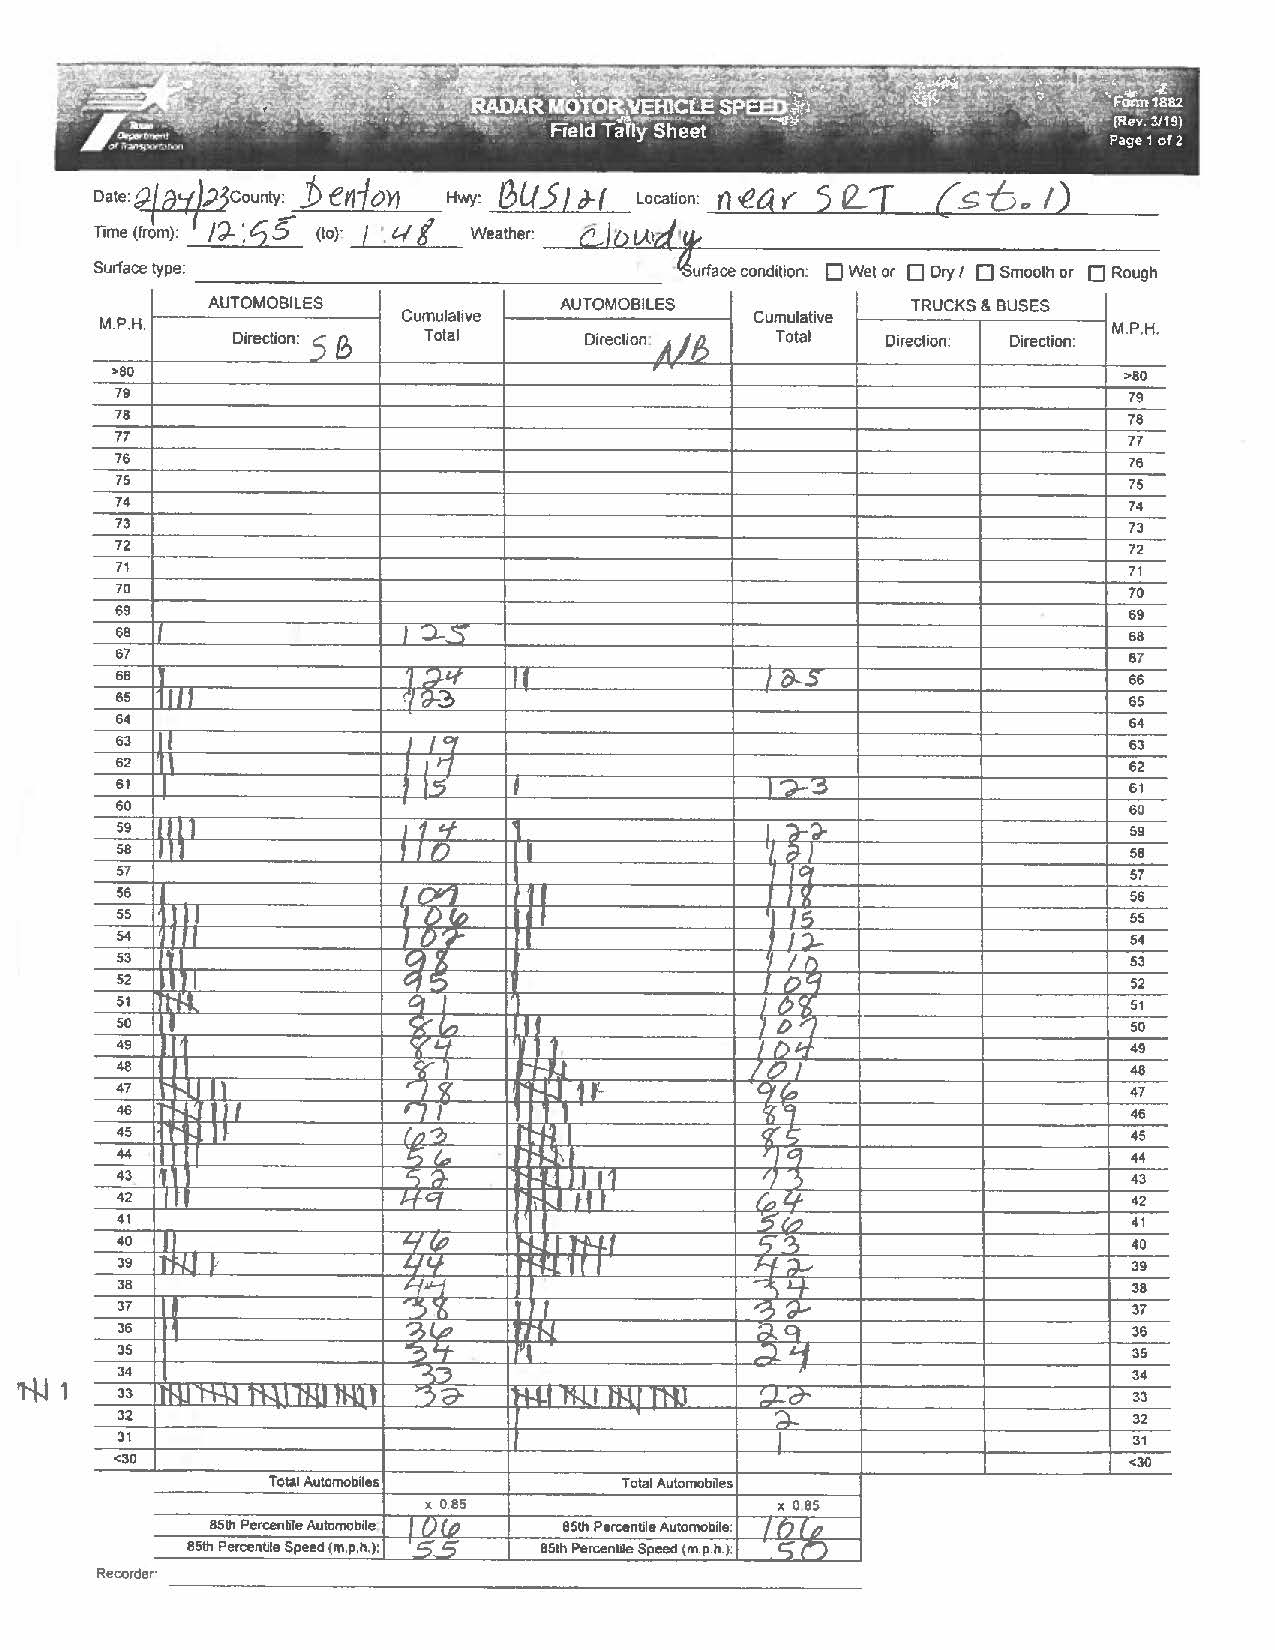 RADAR MOTOR VEHICLE SPEED
Field Tally Sheet
Form 1882
(Rev. 3/19)
Page 1 of 2
Texas Department of Transportation
Date: 2/24/23 County: Denton Hwy: BUS121 Location: near SRT (st. 1)
Time (from): 12:55 (to): 1:48 Weather: Cloudy
Surface type: Surface condition: Wet or Dry / Smooth or Rough
M.P.H. AUTOMOBILES Cumulative Total AUTOMOBILES Cumulative Total TRUCKS & BUSES M.P.H.
Direction: SB Direction: NB Direction: Direction:
>80 >80
79 79
78 78
77 77
76 76
75 75
74 74
73 73
72 72
71 71
70 70
69 69
68 125 68
67 67
66 124 125 66
65 123 65
64 64
63 119 63
62 117 62
61 115 123 61
60 60
59 114 122 59
58 110 121 58
57 119 57
56 107 118 56
55 106 115 55
54 102 112 54
53 98 110 53
52 95 109 52
51 91 108 51
50 86 107 50
49 84 104 49
48 81 101 48
47 78 96 47
46 71 89 46
45 63 85 45
44 56 79 44
43 52 73 43
42 49 64 42
41 56 41
40 46 53 40
39 44 42 39
38 34 38
37 38 32 37
36 36 29 36
35 34 24 35
34 33 34
33 32 22 33
32 2 32
31 1 31
<30 <30
Total Automobiles Total Automobiles
x 0.85 x 0.85
85th Percentile Automobile: 106 85th Percentile Automobile: 106
85th Percentile Speed (m.p.h.): 55 85th Percentile Speed (m.p.h.): 50
Recorder: